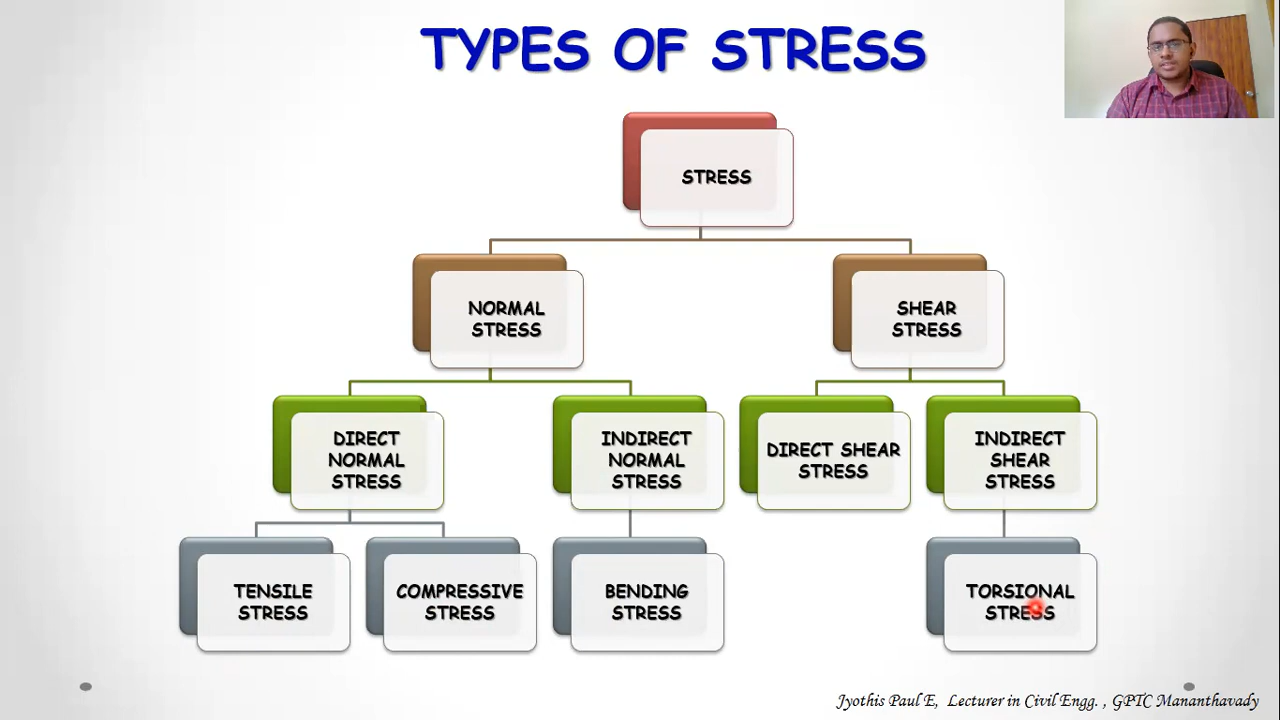 TYPES OF STRESS
STRESS
NORMAL
STRESS
SHEAR
STRESS
DIRECT
NORMAL
STRESS
INDIRECT
NORMAL
STRESS
DIRECT SHEAR
STRESS
INDIRECT
SHEAR
STRESS
TENSILE
STRESS
COMPRESSIVE
STRESS
BENDING
STRESS
TORSIONAL
STRESS
Jyothis Paul E, Lecturer in Civil Engg. , GPTC Mananthavady